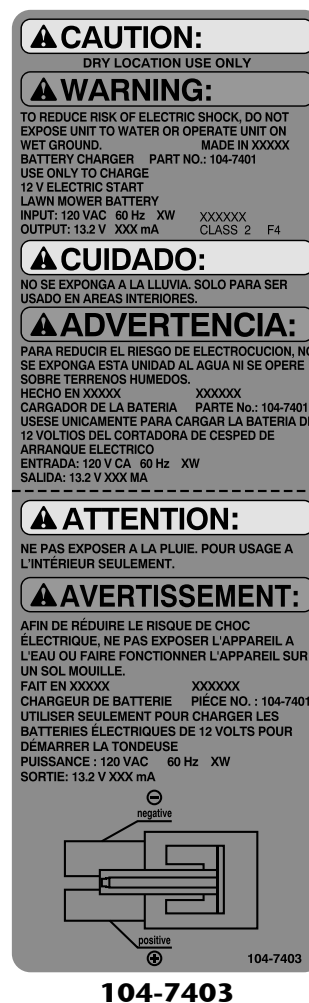 CAUTION:
DRY LOCATION USE ONLY
WARNING:
TO REDUCE RISK OF ELECTRIC SHOCK, DO NOT
EXPOSE UNIT TO WATER OR OPERATE UNIT ON
WET GROUND. MADE IN XXXXX
BATTERY CHARGER PART NO.: 104-7401
USE ONLY TO CHARGE
12 V ELECTRIC START
LAWN MOWER BATTERY
INPUT: 120 VAC 60 Hz XW XXXXXX
OUTPUT: 13.2 V XXX mA CLASS 2 F4
CUIDADO:
NO SE EXPONGA A LA LLUVIA. SOLO PARA SER
USADO EN AREAS INTERIORES.
ADVERTENCIA:
PARA REDUCIR EL RIESGO DE ELECTROCUCION, NO
SE EXPONGA ESTA UNIDAD AL AGUA NI SE OPERE
SOBRE TERRENOS HUMEDOS.
HECHO EN XXXXX XXXXXX
CARGADOR DE LA BATERIA PARTE No.: 104-7401
USESE UNICAMENTE PARA CARGAR LA BATERIA DE
12 VOLTIOS DEL CORTADORA DE CESPED DE
ARRANQUE ELECTRICO
ENTRADA: 120 V CA 60 Hz XW
SALIDA: 13.2 V XXX MA
ATTENTION:
NE PAS EXPOSER A LA PLUIE. POUR USAGE A
L'INTÉRIEUR SEULEMENT.
AVERTISSEMENT:
AFIN DE RÉDUIRE LE RISQUE DE CHOC
ÉLECTRIQUE, NE PAS EXPOSER L'APPAREIL A
L'EAU OU FAIRE FONCTIONNER L'APPAREIL SUR
UN SOL MOUILLE.
FAIT EN XXXXX XXXXXX
CHARGEUR DE BATTERIE PIÉCE NO. : 104-7401
UTILISER SEULEMENT POUR CHARGER LES
BATTERIES ÉLECTRIQUES DE 12 VOLTS POUR
DÉMARRER LA TONDEUSE
PUISSANCE : 120 VAC 60 Hz XW
SORTIE: 13.2 V XXX mA
negative
positive
104-7403
104-7403